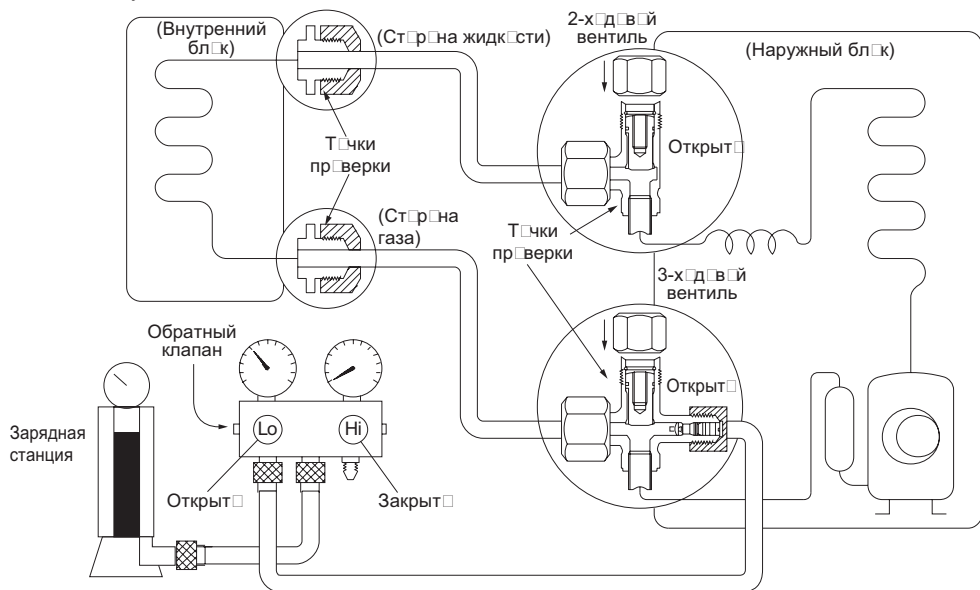 (Внутренний
бл□к)
(Ст□р□на жидк□сти)
2-х□д□в□й
вентиль
(Наружный бл□к)
Открыт□
Т□чки
пр□верки
(Ст□р□на
газа)
Т□чки
пр□верки
3-х□д□в□й
вентиль
Обратный
клапан
Открыт□
Зарядная
станция
Lo
Hi
Открыт□
Закрыт□